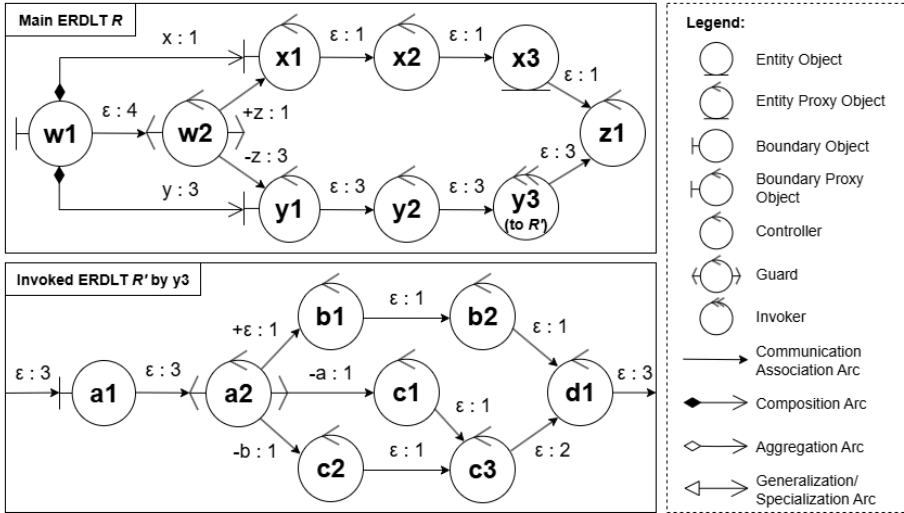 Main ERDLT R
x : 1
x1
ε : 1
x2
ε : 1
x3
ε : 1
w1
ε : 4
w2
+z : 1
-z : 3
z1
y : 3
y1
ε : 3
y2
ε : 3
y3
(to R')
ε : 3
Invoked ERDLT R' by y3
ε : 3
a1
ε : 3
a2
+ε : 1
b1
ε : 1
b2
ε : 1
-a : 1
c1
ε : 1
d1
ε : 3
-b : 1
c2
ε : 1
c3
ε : 2
Legend:
Entity Object
Entity Proxy Object
Boundary Object
Boundary Proxy
Object
Controller
Guard
Invoker
Communication
Association Arc
Composition Arc
Aggregation Arc
Generalization/
Specialization Arc